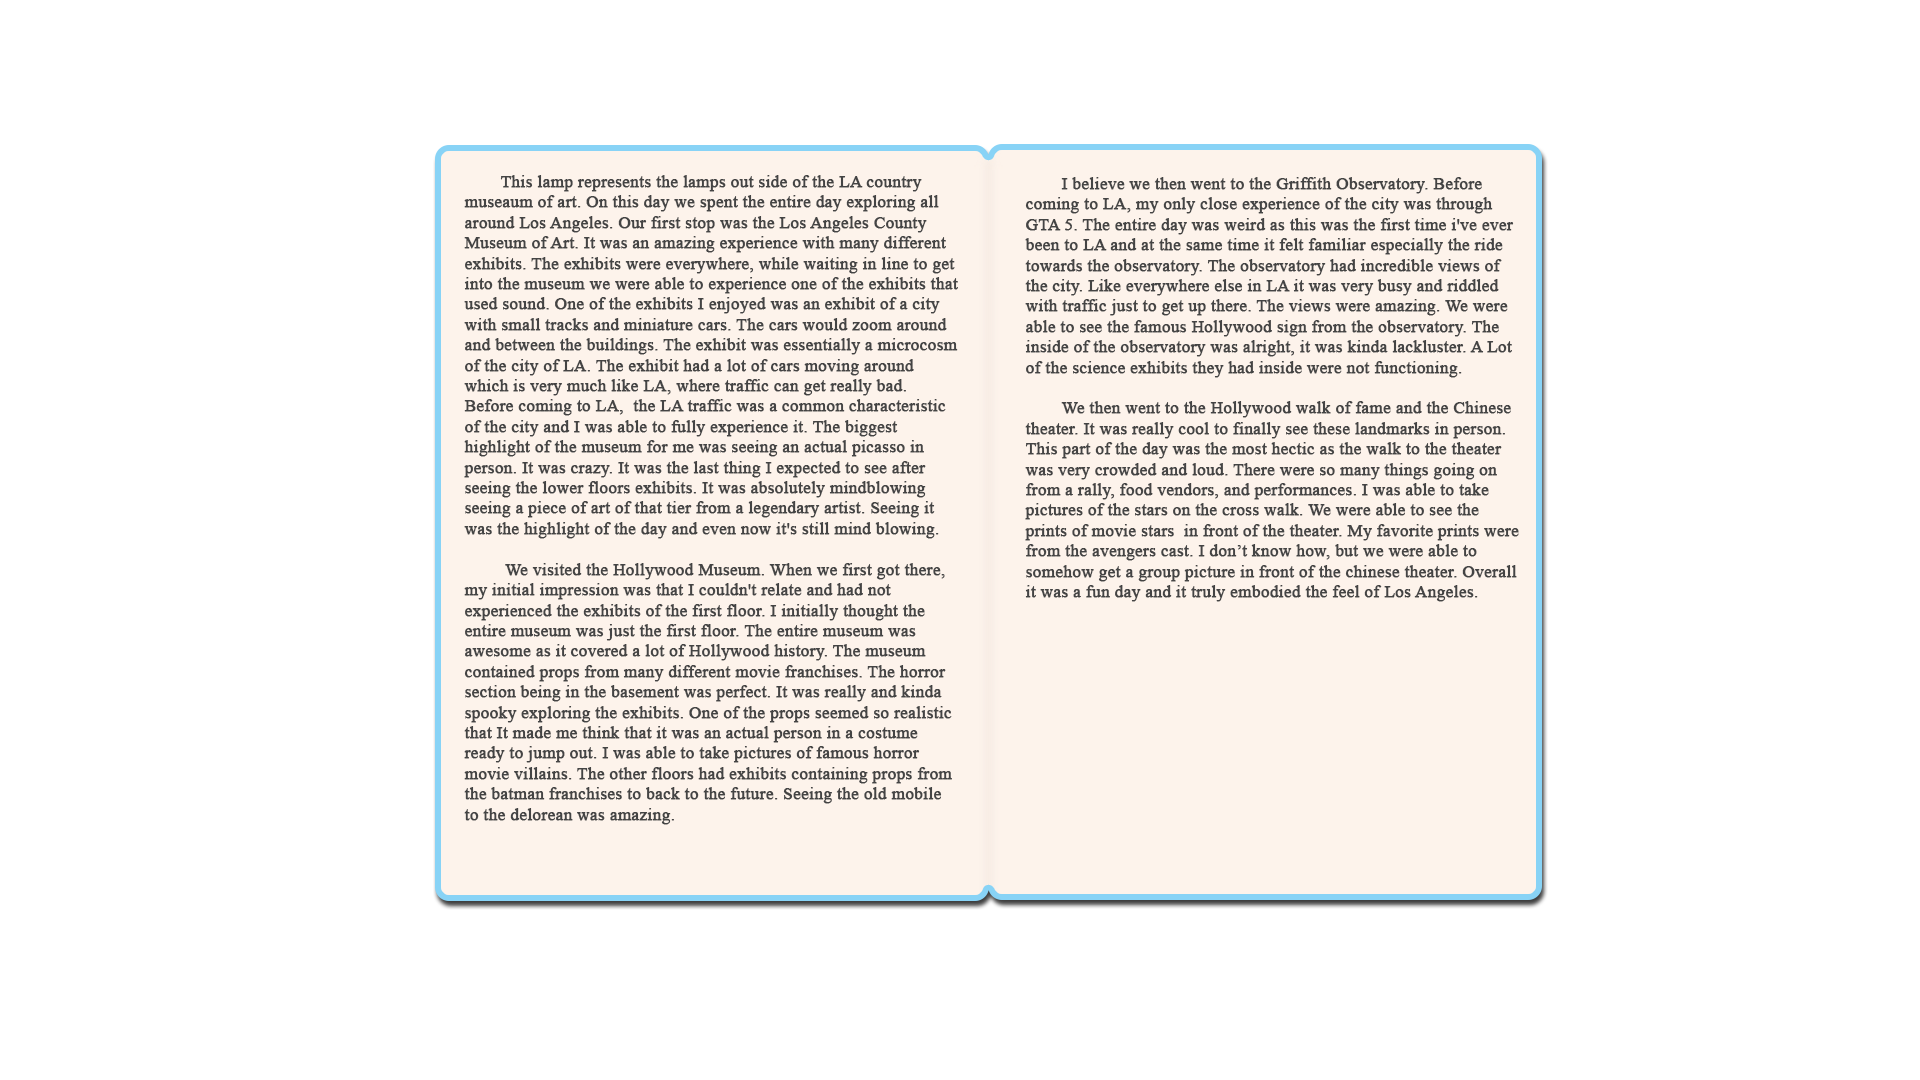 This lamp represents the lamps out side of the LA country
museaum of art. On this day we spent the entire day exploring all
around Los Angeles. Our first stop was the Los Angeles County
Museum of Art. It was an amazing experience with many different
exhibits. The exhibits were everywhere, while waiting in line to get
into the museum we were able to experience one of the exhibits that
used sound. One of the exhibits I enjoyed was an exhibit of a city
with small tracks and miniature cars. The cars would zoom around
and between the buildings. The exhibit was essentially a microcosm
of the city of LA. The exhibit had a lot of cars moving around
which is very much like LA, where traffic can get really bad.
Before coming to LA,  the LA traffic was a common characteristic
of the city and I was able to fully experience it. The biggest
highlight of the museum for me was seeing an actual picasso in
person. It was crazy. It was the last thing I expected to see after
seeing the lower floors exhibits. It was absolutely mindblowing
seeing a piece of art of that tier from a legendary artist. Seeing it
was the highlight of the day and even now it's still mind blowing.
We visited the Hollywood Museum. When we first got there,
my initial impression was that I couldn't relate and had not
experienced the exhibits of the first floor. I initially thought the
entire museum was just the first floor. The entire museum was
awesome as it covered a lot of Hollywood history. The museum
contained props from many different movie franchises. The horror
section being in the basement was perfect. It was really and kinda
spooky exploring the exhibits. One of the props seemed so realistic
that It made me think that it was an actual person in a costume
ready to jump out. I was able to take pictures of famous horror
movie villains. The other floors had exhibits containing props from
the batman franchises to back to the future. Seeing the old mobile
to the delorean was amazing.
I believe we then went to the Griffith Observatory. Before
coming to LA, my only close experience of the city was through
GTA 5. The entire day was weird as this was the first time i've ever
been to LA and at the same time it felt familiar especially the ride
towards the observatory. The observatory had incredible views of
the city. Like everywhere else in LA it was very busy and riddled
with traffic just to get up there. The views were amazing. We were
able to see the famous Hollywood sign from the observatory. The
inside of the observatory was alright, it was kinda lackluster. A Lot
of the science exhibits they had inside were not functioning.
We then went to the Hollywood walk of fame and the Chinese
theater. It was really cool to finally see these landmarks in person.
This part of the day was the most hectic as the walk to the theater
was very crowded and loud. There were so many things going on
from a rally, food vendors, and performances. I was able to take
pictures of the stars on the cross walk. We were able to see the
prints of movie stars  in front of the theater. My favorite prints were
from the avengers cast. I don’t know how, but we were able to
somehow get a group picture in front of the chinese theater. Overall
it was a fun day and it truly embodied the feel of Los Angeles.